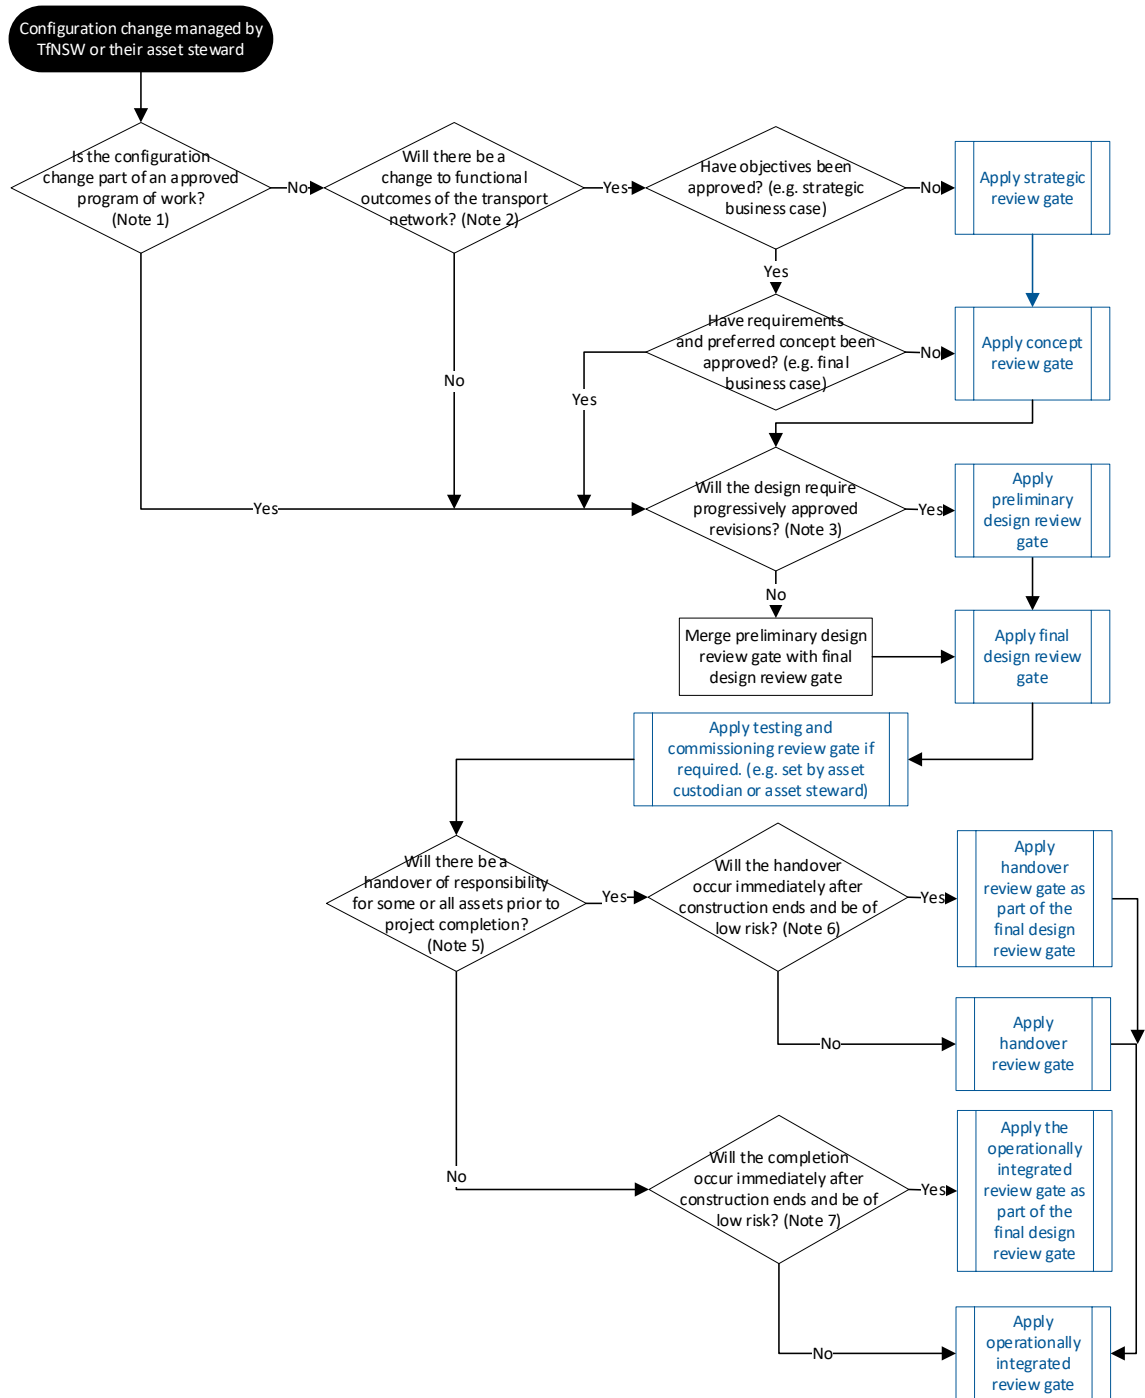 Configuration change managed by
TfNSW or their asset steward
Is the configuration
change part of an approved
program of work?
(Note 1)
No
Will there be a
change to functional
outcomes of the transport
network? (Note 2)
Yes
Have objectives been
approved? (e.g. strategic
business case)
No
Apply strategic
review gate
Yes
Have requirements
and preferred concept been
approved? (e.g. final
business case)
No
Apply concept
review gate
No
Yes
Yes
Will the design require
progressively approved
revisions? (Note 3)
Yes
Apply
preliminary
design review
gate
No
Merge preliminary design
review gate with final
design review gate
Apply final
design review
gate
Apply testing and
commissioning review gate if
required. (e.g. set by asset
custodian or asset steward)
Will there be a
handover of responsibility
for some or all assets prior to
project completion?
(Note 5)
Yes
Will the handover
occur immediately after
construction ends and be of
low risk? (Note 6)
Yes
Apply
handover
review gate as
part of the
final design
review gate
No
Apply
handover
review gate
No
Will the completion
occur immediately after
construction ends and be of
low risk? (Note 7)
Yes
Apply the
operationally
integrated
review gate as
part of the
final design
review gate
No
Apply
operationally
integrated
review gate